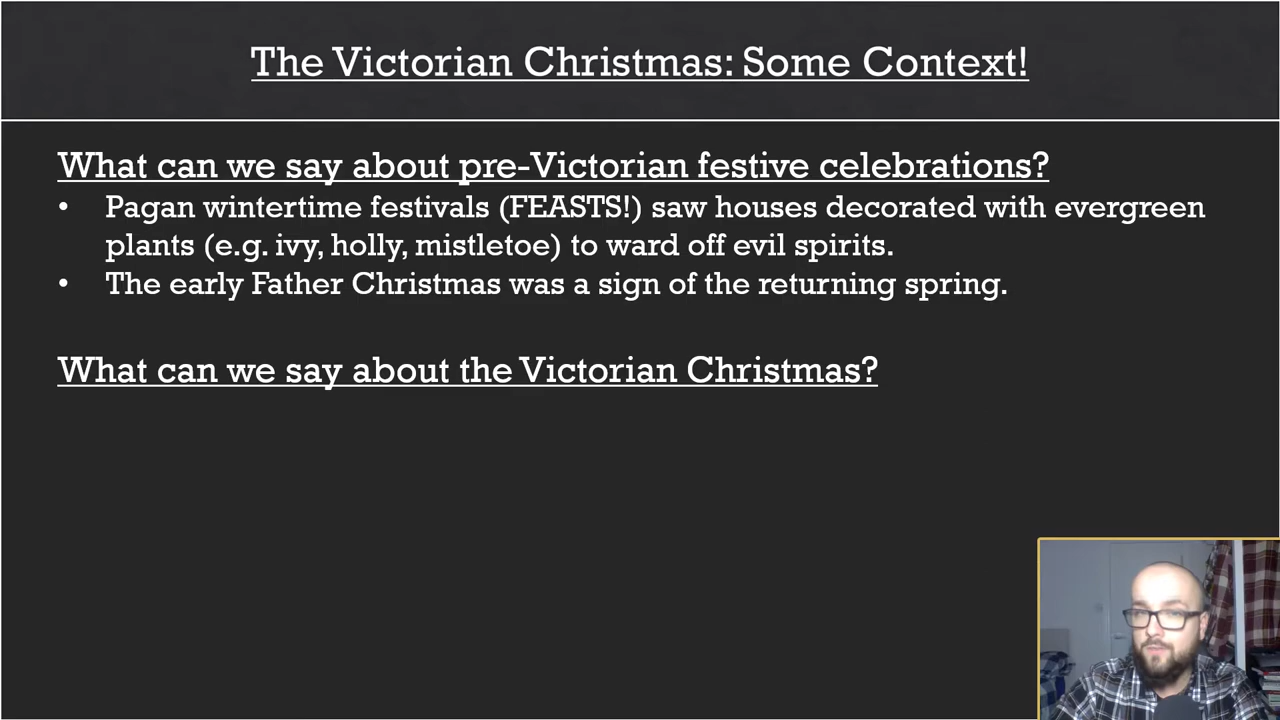 The Victorian Christmas: Some Context!
What can we say about pre-Victorian festive celebrations?
• Pagan wintertime festivals (FEASTS!) saw houses decorated with evergreen
plants (e.g. ivy, holly, mistletoe) to ward off evil spirits.
• The early Father Christmas was a sign of the returning spring.
What can we say about the Victorian Christmas?